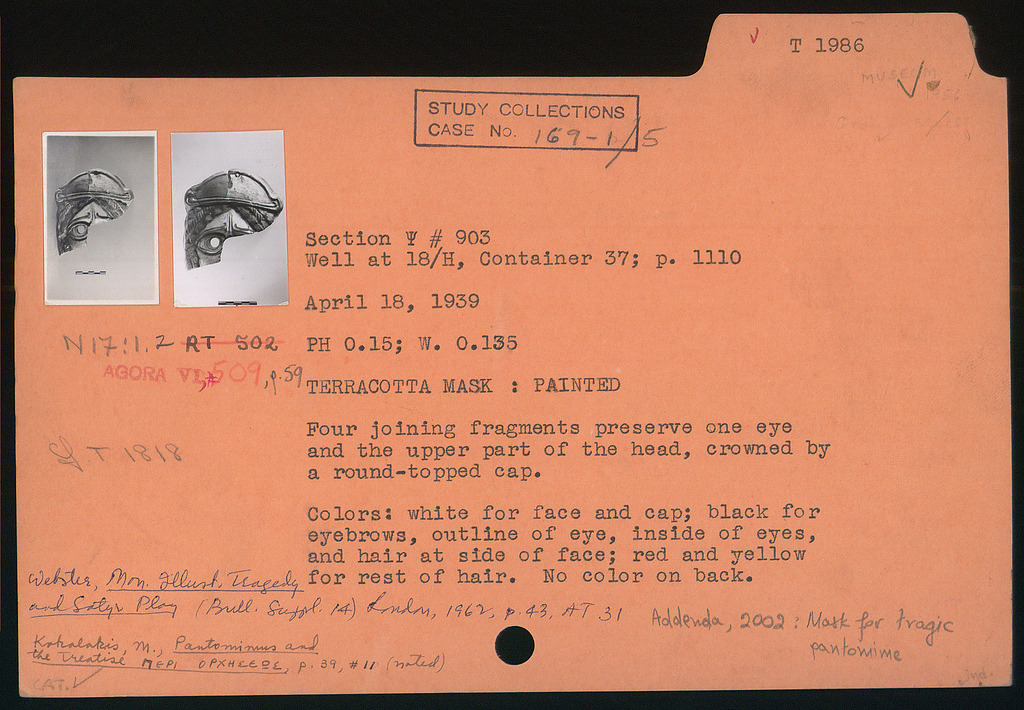 T 1986
MUSEUM
STUDY COLLECTIONS
CASE No. 169-1/5
Section Ψ # 903
Well at 18/H, Container 37; p. 1110
April 18, 1939
N17:1.2 RT 502 PH 0.15; W. 0.135
AGORA VI, # 509, p. 59
TERRACOTTA MASK : PAINTED
Four joining fragments preserve one eye
and the upper part of the head, crowned by
a round-topped cap.
Cf. T 1818
Colors: white for face and cap; black for
eyebrows, outline of eye, inside of eyes,
and hair at side of face; red and yellow
for rest of hair. No color on back.
Webster, Mon. Illust. Tragedy
and Satyr Play (Bull. Suppl. 14) London, 1962, p. 43, AT 31
Addenda, 2002: Mask for tragic
pantomime
Kokolakis, M., Pantomimus and
the Treatise ΠΕΡΙ ΟΡΧΗΣΕΩΣ, p. 39, #11 (noted)
CAT. ✓
Ind.